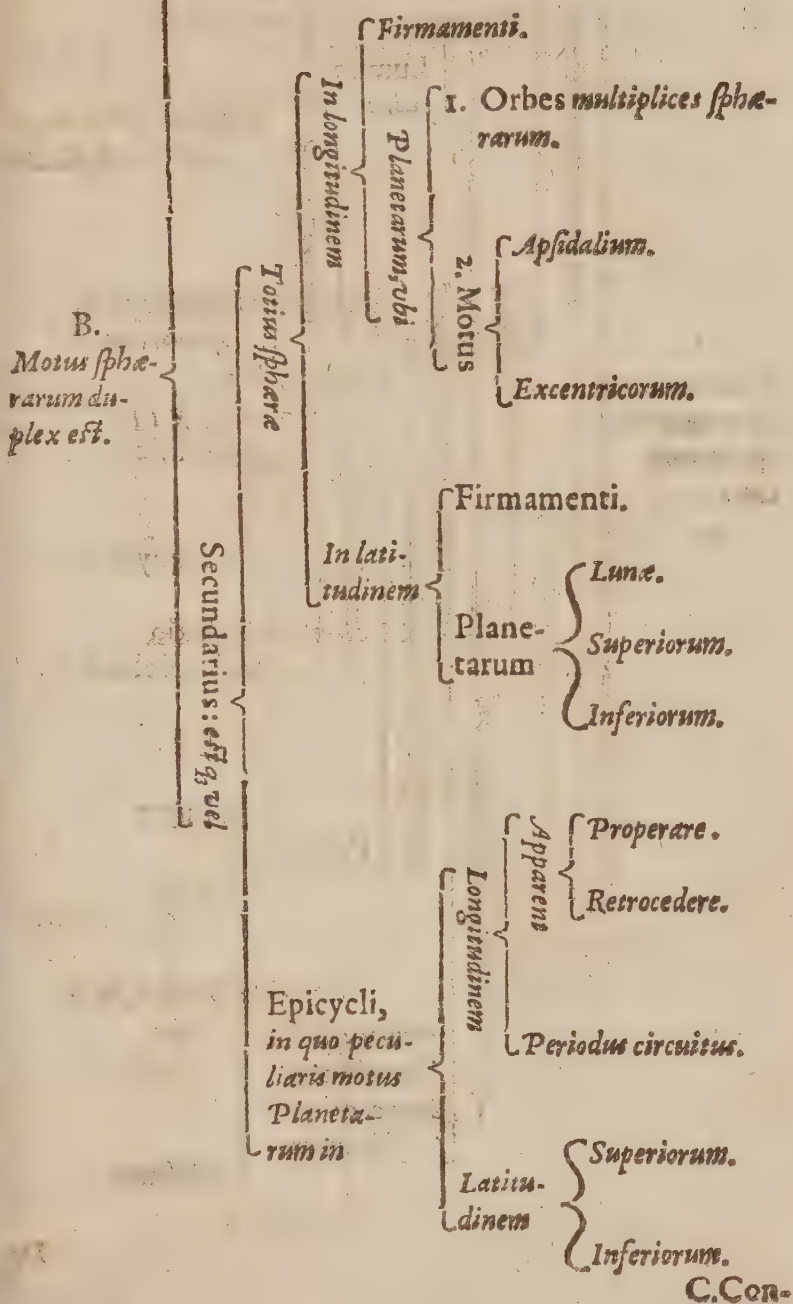 B.
Motus sphæ-
rarum du-
plex est.
Secundarius: estq; vel
Totius sphæræ
In longitudinem
Firmamenti.
Planetarum, vbi
1. Orbes multiplices sphæ-
rarum.
2. Motus
Apsidalium.
Excentricorum.
In lati-
tudinem
Firmamenti.
Plane-
tarum
Lunæ.
Superiorum.
Inferiorum.
Epicycli,
in quo pecu-
liaris motus
Planeta-
rum in
Longitudinem
Apparent
Properare.
Retrocedere.
Periodus circuitus.
Latitu-
dinem
Superiorum.
Inferiorum.
C.Con-